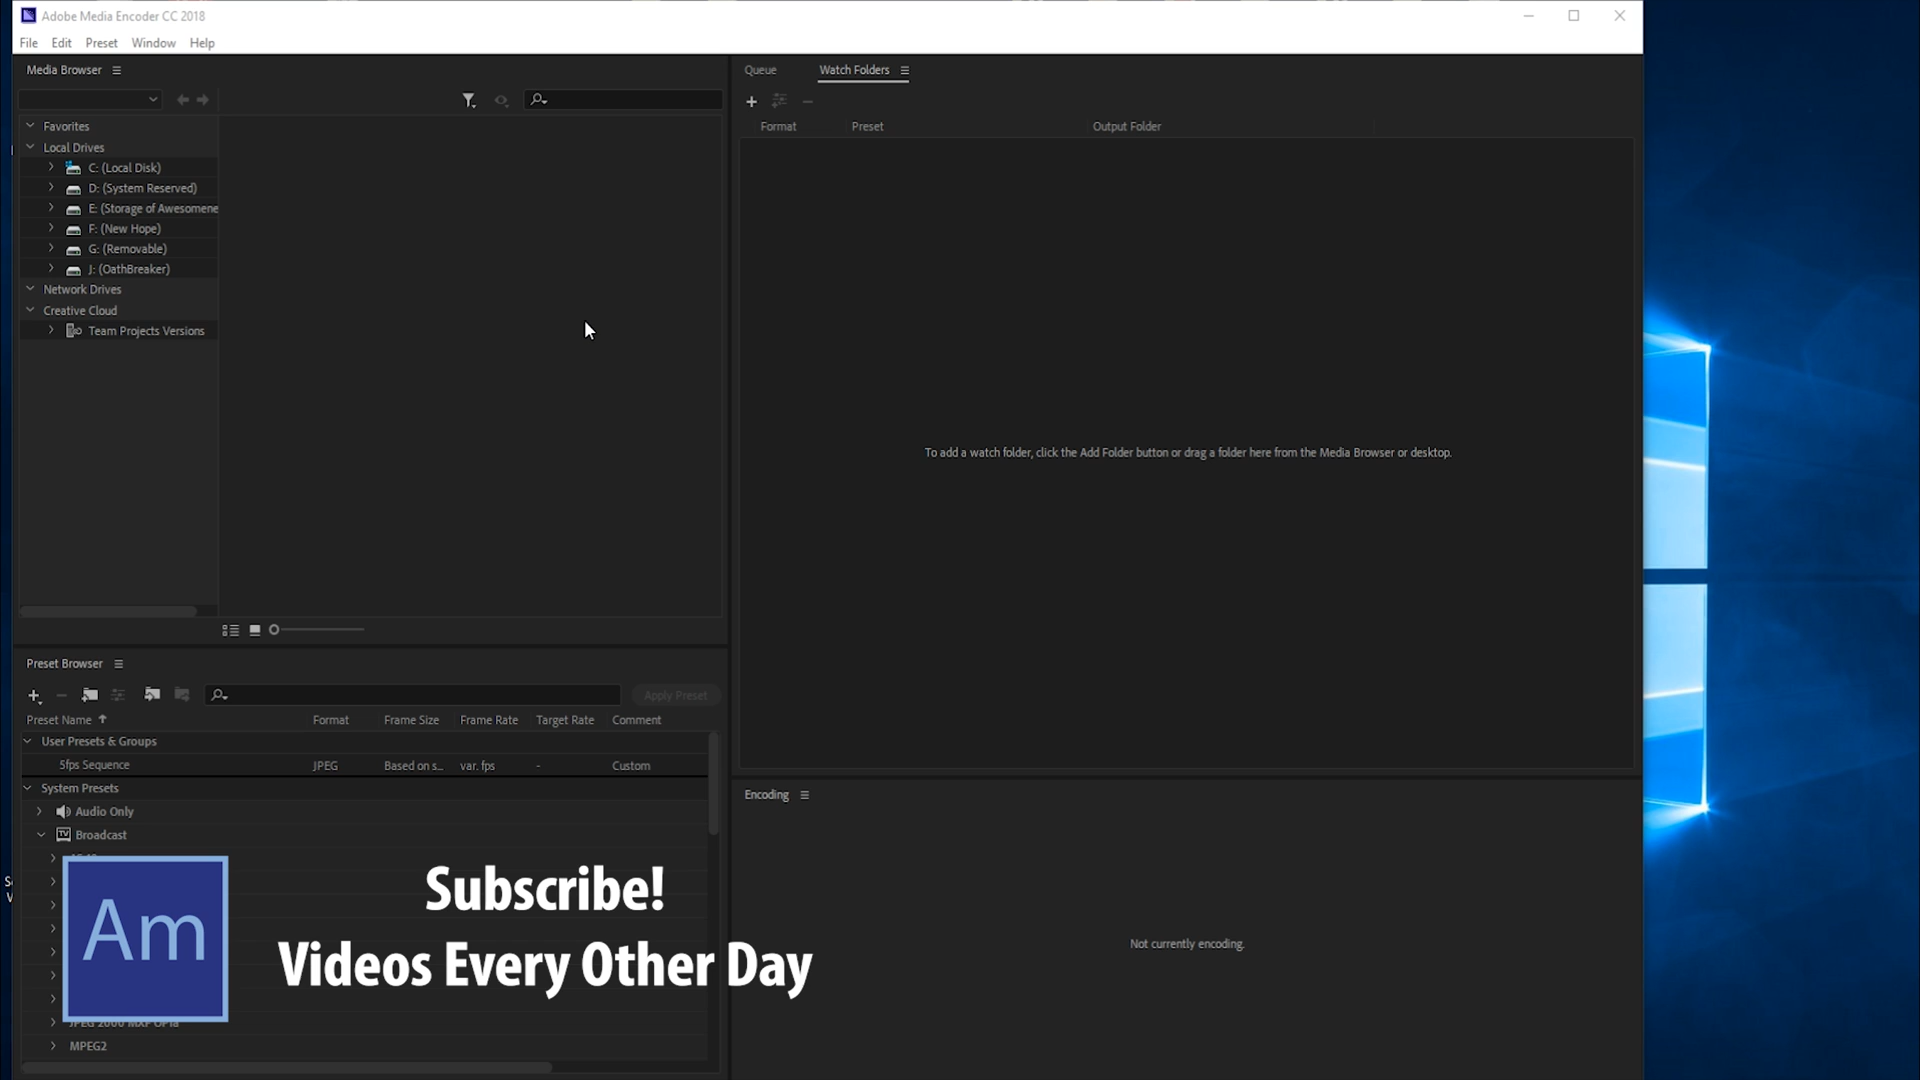 Adobe Media Encoder CC 2018
File Edit Preset Window Help
Media Browser
Favorites
Local Drives
C: (Local Disk)
D: (System Reserved)
E: (Storage of Awesomene
F: (New Hope)
G: (Removable)
J: (OathBreaker)
Network Drives
Creative Cloud
Team Projects Versions
Queue Watch Folders
Format Preset Output Folder
To add a watch folder, click the Add Folder button or drag a folder here from the Media Browser or desktop.
Preset Browser
Apply Preset
Preset Name Format Frame Size Frame Rate Target Rate Comment
User Presets & Groups
5fps Sequence JPEG Based on s... var. fps - Custom
System Presets
Audio Only
TV Broadcast
JPEG 2000 MXF OP1a
MPEG2
Encoding
Not currently encoding.
Am
Subscribe!
Videos Every Other Day